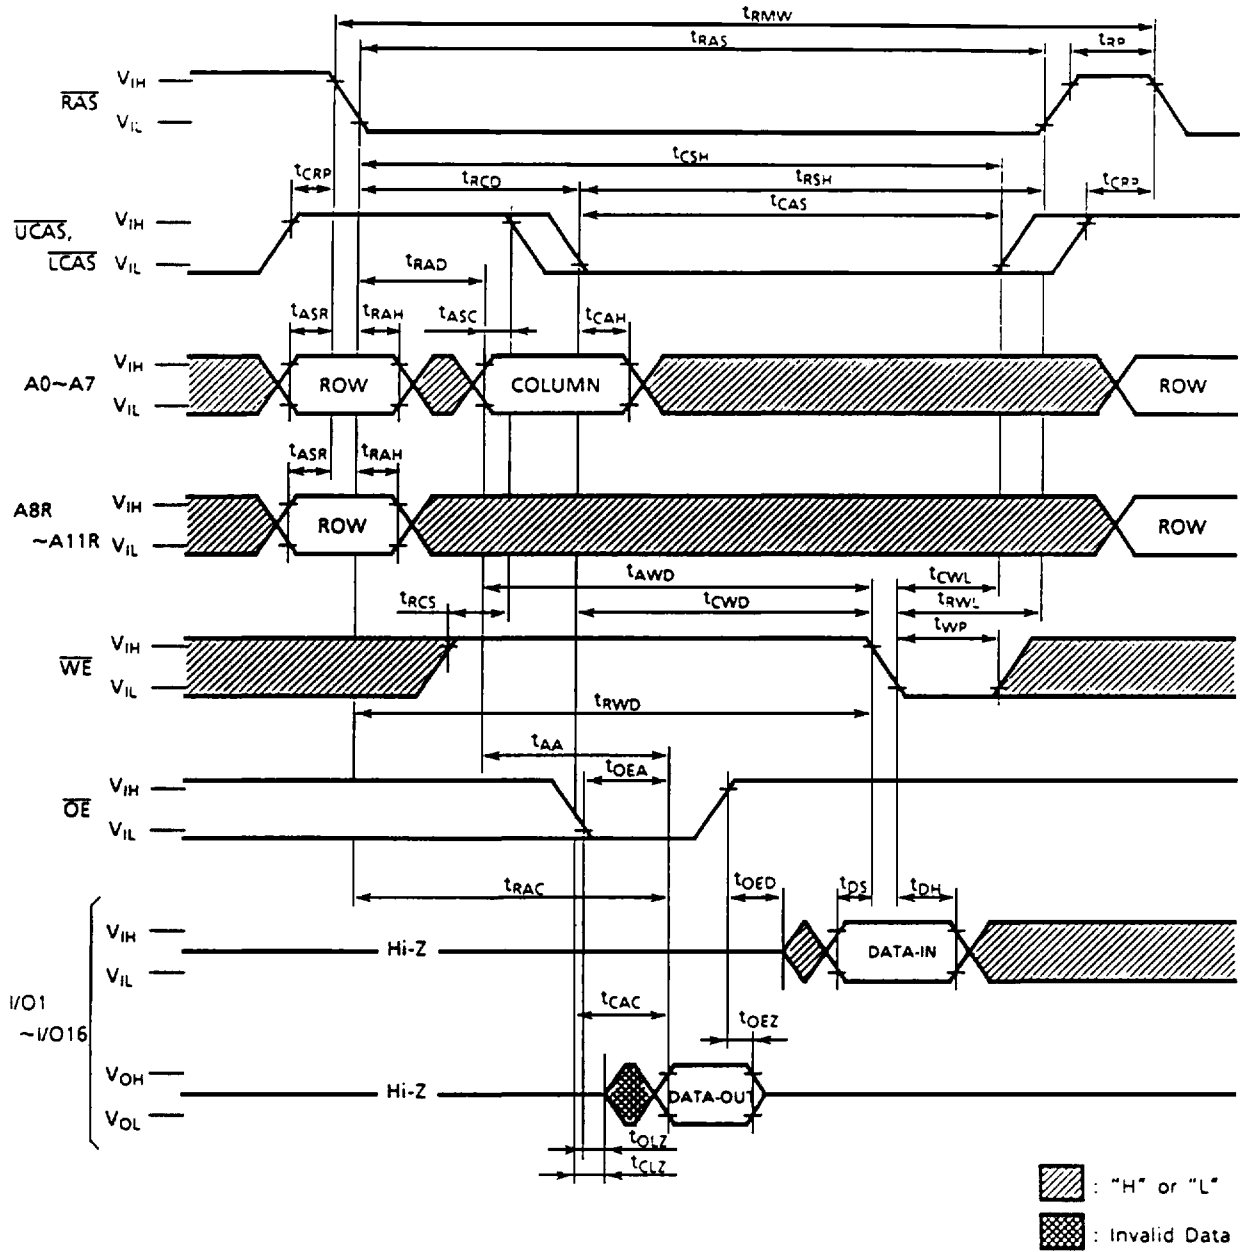 tRMW
tRAS
tRP
RAS
VIH
VIL
tCSH
tCRP
tRCD
tRSH
tCRP
tCAS
UCAS,
LCAS
VIH
VIL
tRAD
tASR
tRAH
tASC
tCAH
A0~A7
VIH
VIL
ROW
COLUMN
ROW
tASR
tRAH
A8R
~A11R
VIH
VIL
ROW
ROW
tAWD
tCWL
tRCS
tCWD
tRWL
tWP
WE
VIH
VIL
tRWD
tAA
tOEA
OE
VIH
VIL
tRAC
tOED
tDS
tDH
VIH
VIL
Hi-Z
DATA-IN
I/O1
~I/O16
tCAC
tOEZ
VOH
VOL
Hi-Z
DATA-OUT
tOLZ
tCLZ
: "H" or "L"
: Invalid Data